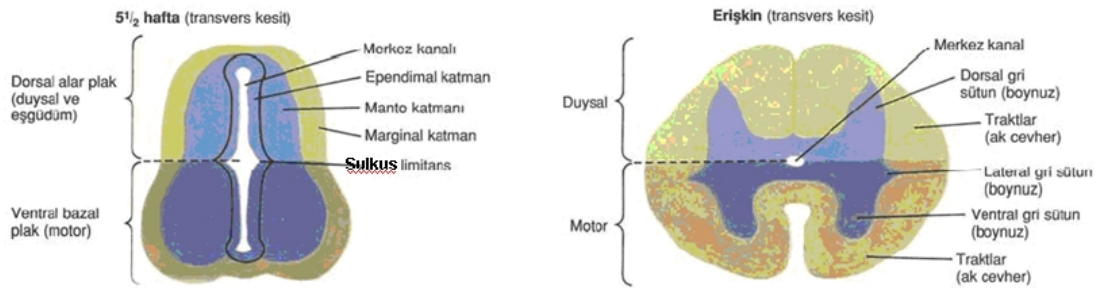 5½ hafta (transvers kesit)
Dorsal alar plak
(duysal ve
eşgüdüm)
Ventral bazal
plak (motor)
Merkez kanalı
Ependimal katman
Manto katmanı
Marginal katman
Sulkus limitans
Erişkin (transvers kesit)
Duysal
Motor
Merkez kanal
Dorsal gri
sütun (boynuz)
Traktlar
(ak cevher)
Lateral gri sütun
(boynuz)
Ventral gri sütun
(boynuz)
Traktlar
(ak cevher)